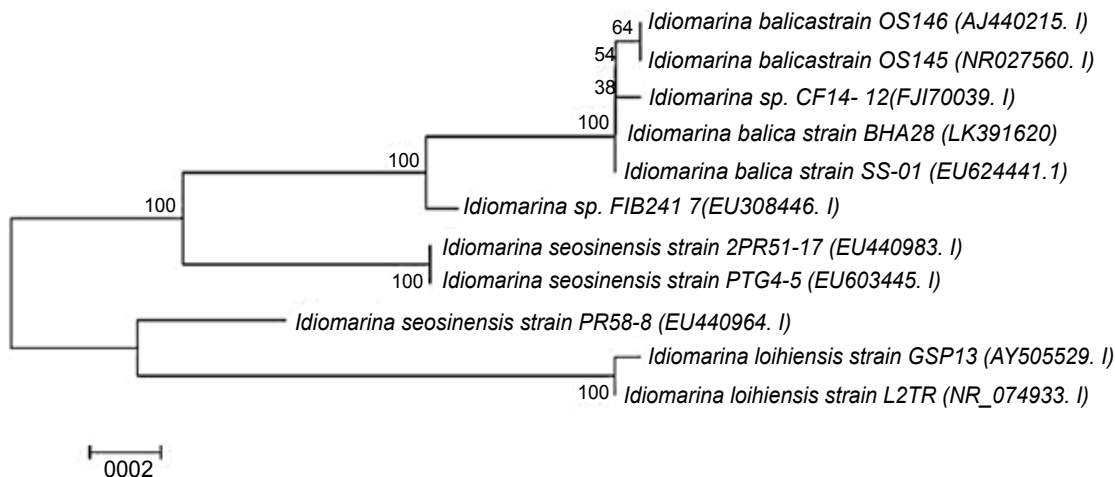 64
Idiomarina balicastrain OS146 (AJ440215. I)
54
Idiomarina balicastrain OS145 (NR027560. I)
38
Idiomarina sp. CF14- 12(FJI70039. I)
100
Idiomarina balica strain BHA28 (LK391620)
100
Idiomarina balica strain SS-01 (EU624441.1)
100
Idiomarina sp. FIB241 7(EU308446. I)
Idiomarina seosinensis strain 2PR51-17 (EU440983. I)
100
Idiomarina seosinensis strain PTG4-5 (EU603445. I)
Idiomarina seosinensis strain PR58-8 (EU440964. I)
Idiomarina loihiensis strain GSP13 (AY505529. I)
100
Idiomarina loihiensis strain L2TR (NR_074933. I)
0002